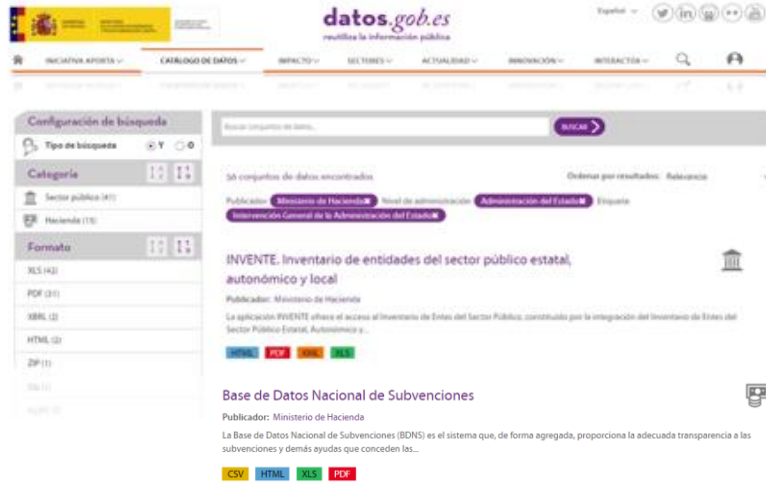 datos.gob.es
reutiliza la información pública
Español
INICIATIVA APORTA
CATÁLOGO DE DATOS
IMPACTO
SECTORES
ACTUALIDAD
INNOVACIÓN
INTERACTÚA
Configuración de búsqueda
Tipo de búsqueda Y O
Categoría
Sector público (41)
Hacienda (15)
Formato
XLS (42)
PDF (31)
XBRL (2)
HTML (2)
ZIP (1)
Buscar conjuntos de datos...
BUSCAR
56 conjuntos de datos encontrados
Ordenar por resultados: Relevancia
Publicador Ministerio de Hacienda Nivel de administración Administración del Estado Etiqueta
Intervención General de la Administración del Estado
INVENTE. Inventario de entidades del sector público estatal,
autonómico y local
Publicador: Ministerio de Hacienda
La aplicación INVENTE ofrece el acceso al Inventario de Entes del Sector Público, constituido por la integración del Inventario de Entes del
Sector Público Estatal, Autonómico y...
HTML PDF XML XLS
Base de Datos Nacional de Subvenciones
Publicador: Ministerio de Hacienda
La Base de Datos Nacional de Subvenciones (BDNS) es el sistema que, de forma agregada, proporciona la adecuada transparencia a las
subvenciones y demás ayudas que conceden las...
CSV HTML XLS PDF